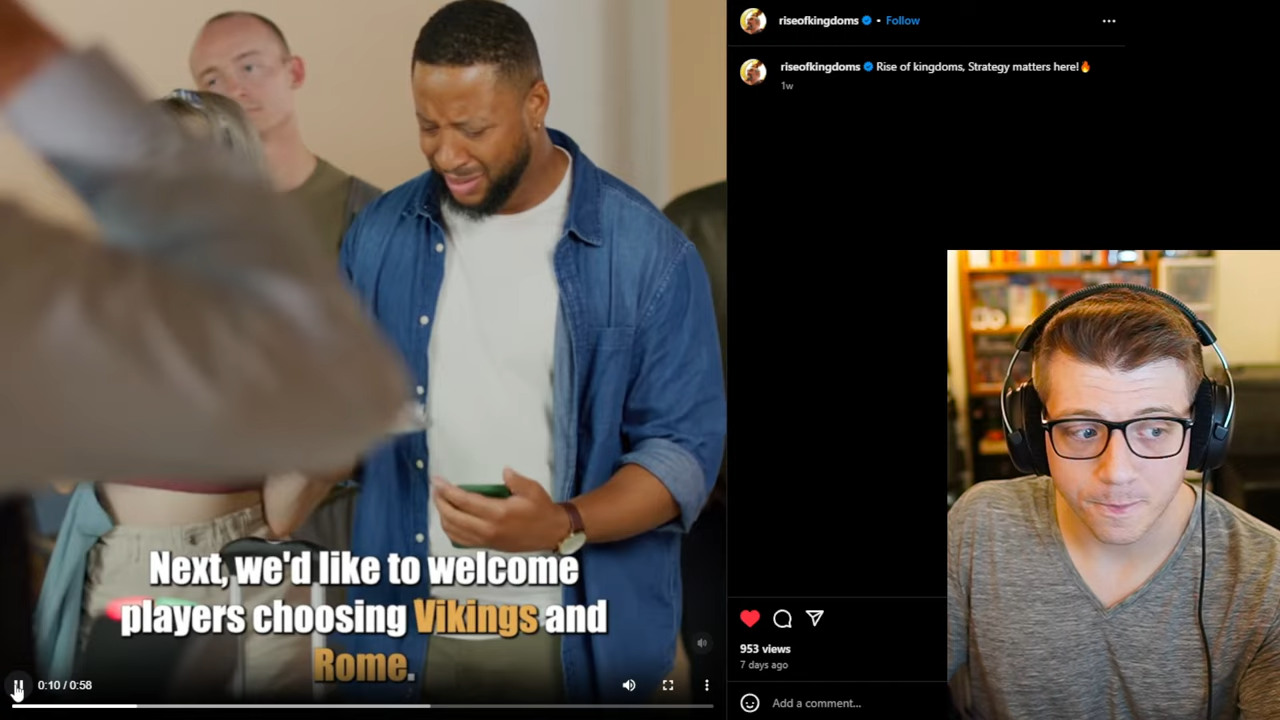 riseofkingdoms • Follow
riseofkingdoms Rise of kingdoms, Strategy matters here!🔥
1w
Next, we'd like to welcome
players choosing Vikings and
Rome.
0:10 / 0:58
953 views
7 days ago
Add a comment...